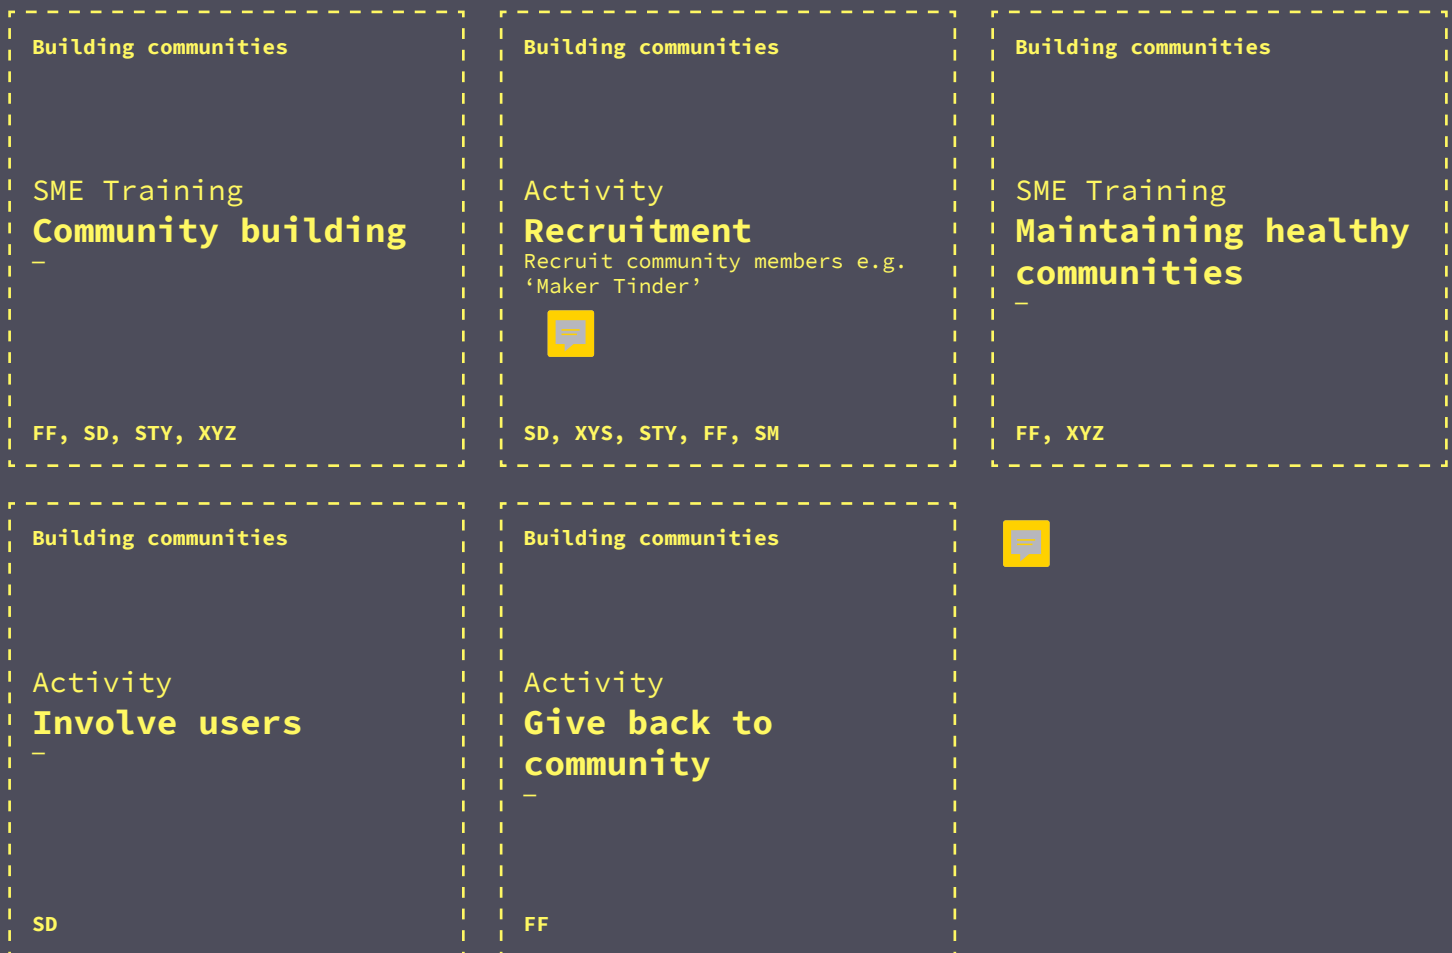 Building communities
SME Training
Community building
–
FF, SD, STY, XYZ
Building communities
Activity
Recruitment
Recruit community members e.g.
‘Maker Tinder’
SD, XYS, STY, FF, SM
Building communities
SME Training
Maintaining healthy
communities
–
FF, XYZ
Building communities
Activity
Involve users
–
SD
Building communities
Activity
Give back to
community
–
FF